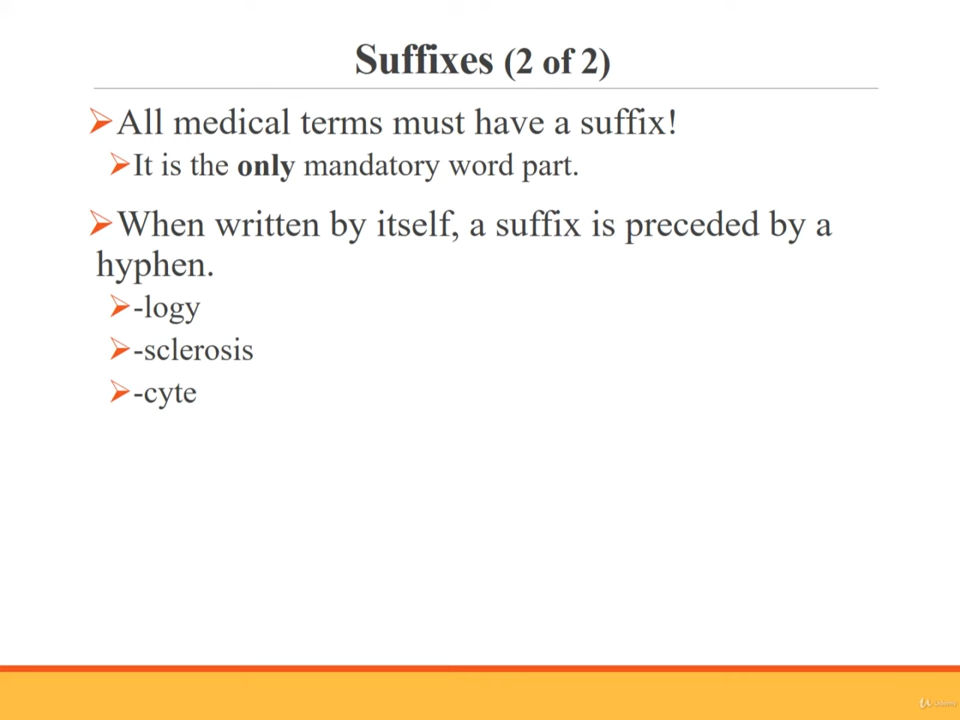 Suffixes (2 of 2)
All medical terms must have a suffix!
It is the only mandatory word part.
When written by itself, a suffix is preceded by a
hyphen.
-logy
-sclerosis
-cyte
Udemy